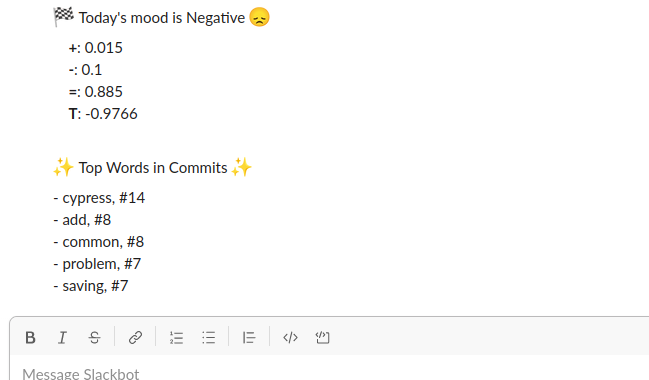 🏁 Today's mood is Negative 😞
+: 0.015
-: 0.1
=: 0.885
T: -0.9766
✨ Top Words in Commits ✨
- cypress, #14
- add, #8
- common, #8
- problem, #7
- saving, #7
B I S
Message Slackbot